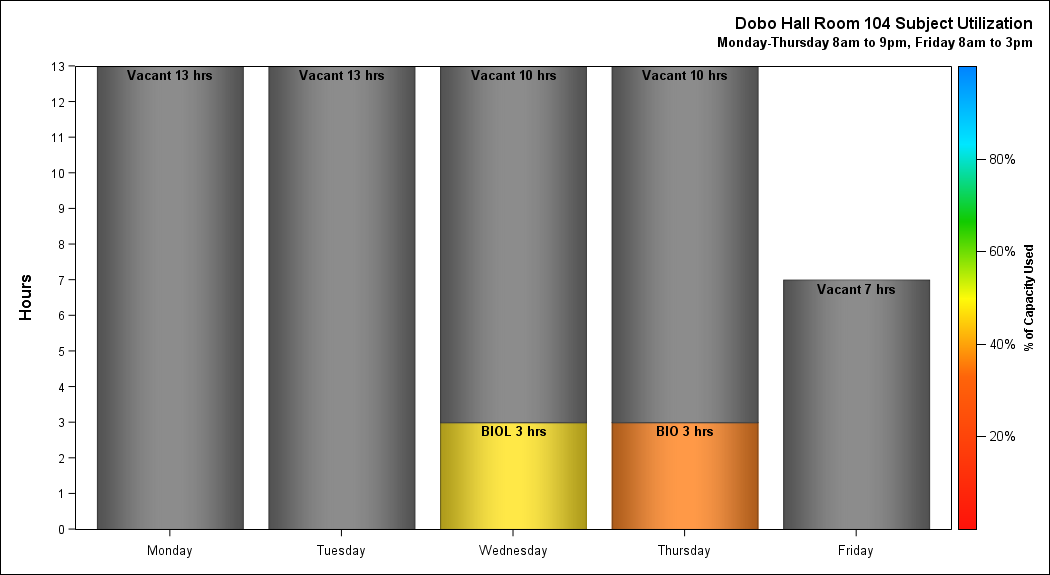 Dobo Hall Room 104 Subject Utilization
Monday-Thursday 8am to 9pm, Friday 8am to 3pm
13
12
11
10
9
8
7
6
5
4
3
2
1
0
Hours
Vacant 13 hrs
Vacant 13 hrs
Vacant 10 hrs
Vacant 10 hrs
Vacant 7 hrs
BIOL 3 hrs
BIO 3 hrs
Monday
Tuesday
Wednesday
Thursday
Friday
80%
60%
40%
20%
% of Capacity Used